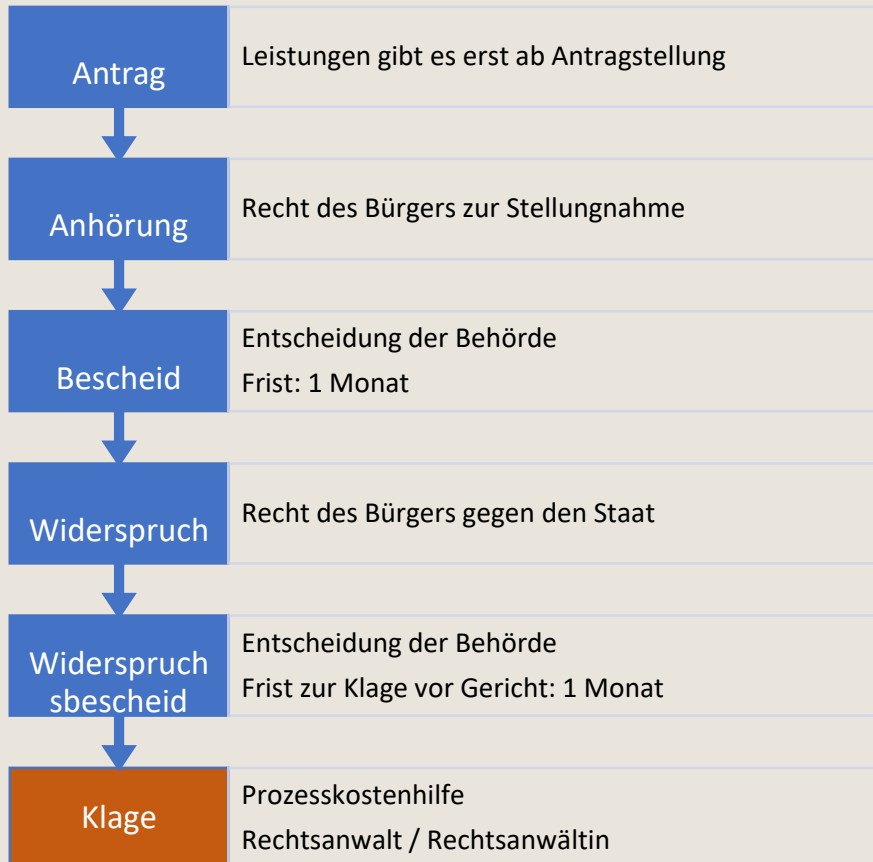 Antrag
Leistungen gibt es erst ab Antragstellung
Anhörung
Recht des Bürgers zur Stellungnahme
Bescheid
Entscheidung der Behörde
Frist: 1 Monat
Widerspruch
Recht des Bürgers gegen den Staat
Widerspruch
sbescheid
Entscheidung der Behörde
Frist zur Klage vor Gericht: 1 Monat
Klage
Prozesskostenhilfe
Rechtsanwalt / Rechtsanwältin